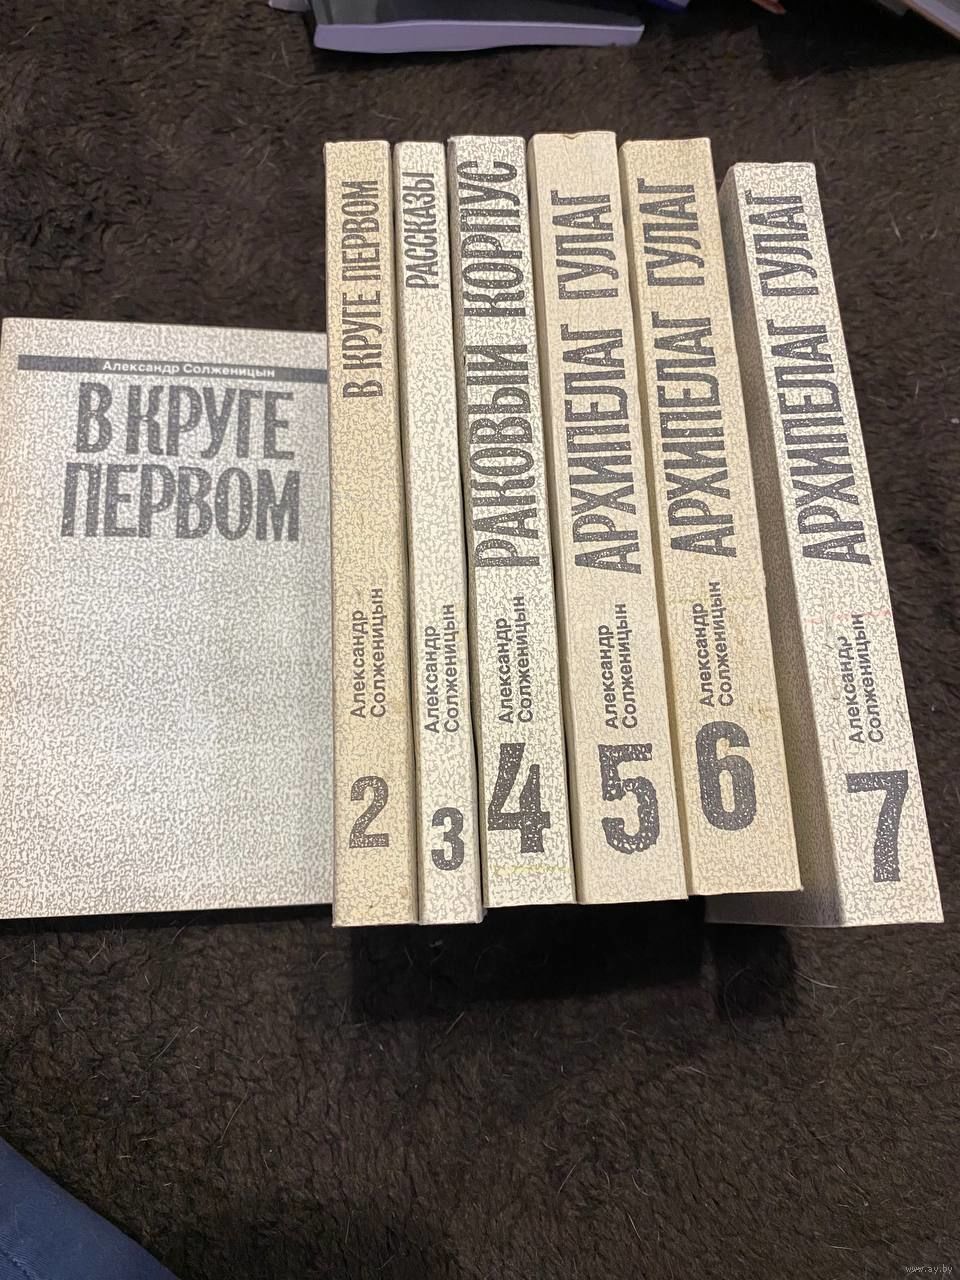 Александр Солженицын
В КРУГЕ
ПЕРВОМ
В КРУГЕ ПЕРВОМ
Александр
Солженицын
2
РАССКАЗЫ
Александр
Солженицын
3
РАКОВЫЙ КОРПУС
Александр
Солженицын
4
АРХИПЕЛАГ ГУЛАГ
Александр
Солженицын
5
АРХИПЕЛАГ ГУЛАГ
Александр
Солженицын
6
АРХИПЕЛАГ ГУЛАГ
Александр
Солженицын
7
www.ay.by